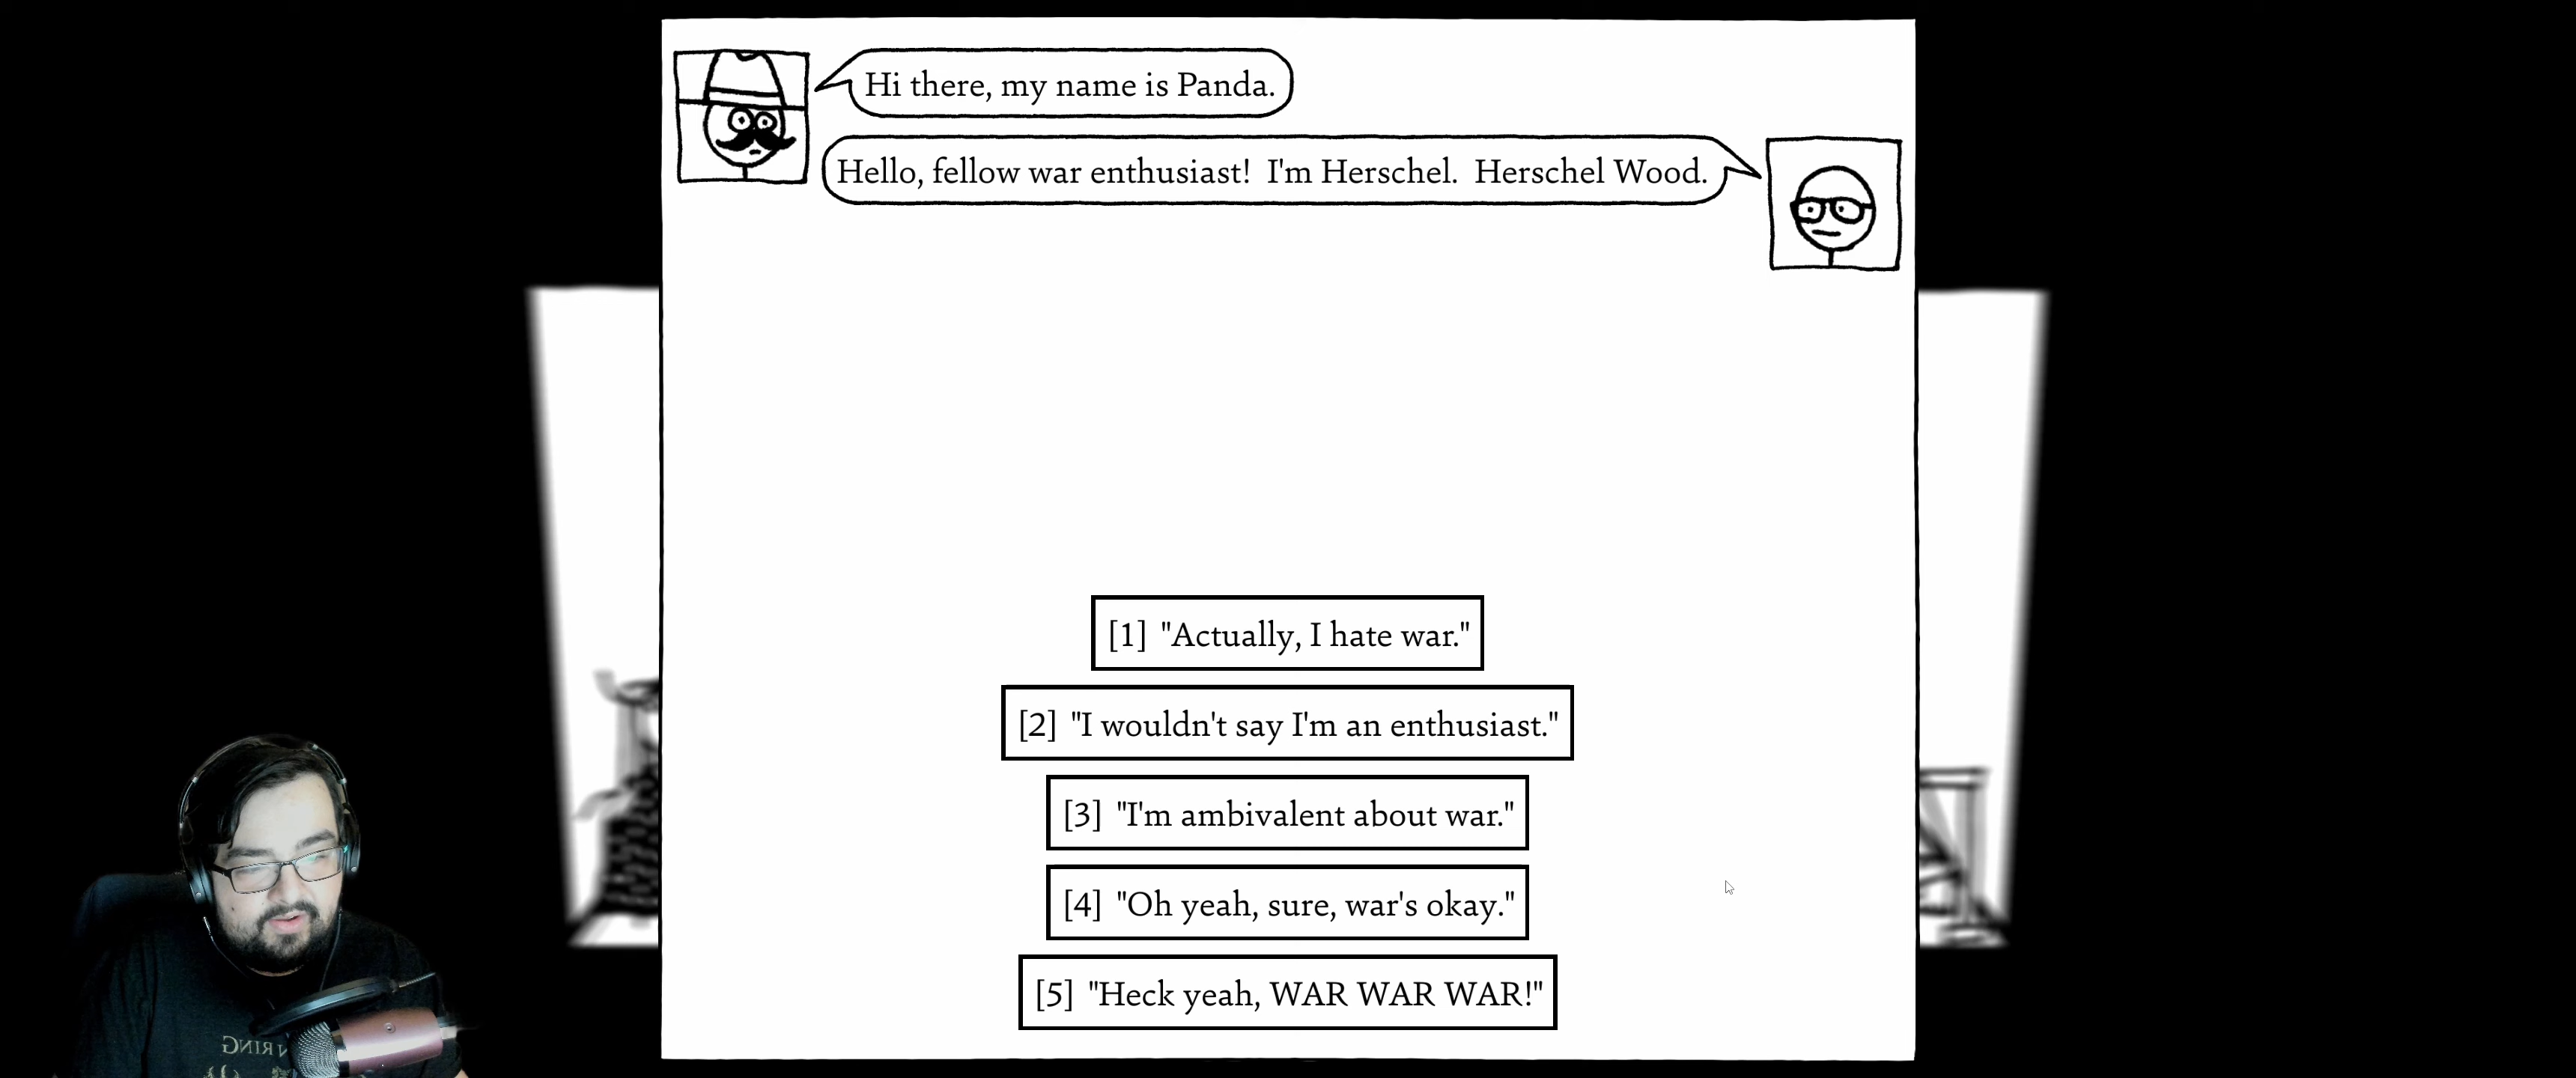 Hi there, my name is Panda.
Hello, fellow war enthusiast!  I'm Herschel.  Herschel Wood.
[1] "Actually, I hate war."
[2] "I wouldn't say I'm an enthusiast."
[3] "I'm ambivalent about war."
[4] "Oh yeah, sure, war's okay."
[5] "Heck yeah, WAR WAR WAR!"
RING